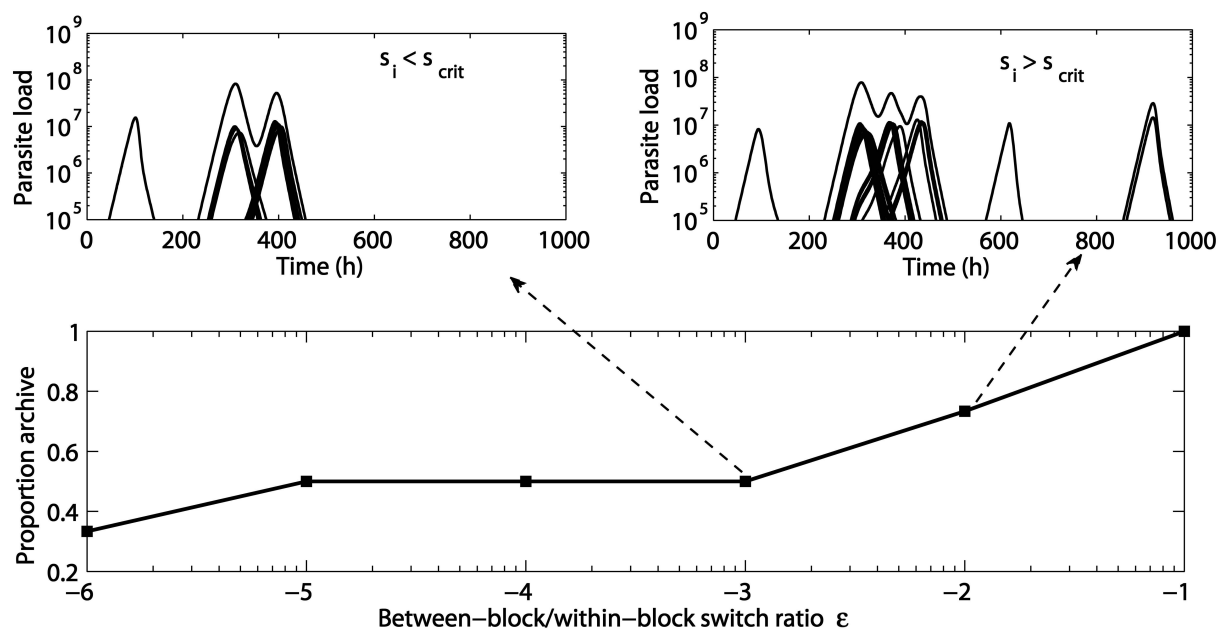 10^9
10^8
10^7
10^6
10^5
Parasite load
s_i < s_crit
0 200 400 600 800 1000
Time (h)
10^9
10^8
10^7
10^6
10^5
Parasite load
s_i > s_crit
0 200 400 600 800 1000
Time (h)
1
0.8
0.6
0.4
0.2
Proportion archive
−6 −5 −4 −3 −2 −1
Between−block/within−block switch ratio ε